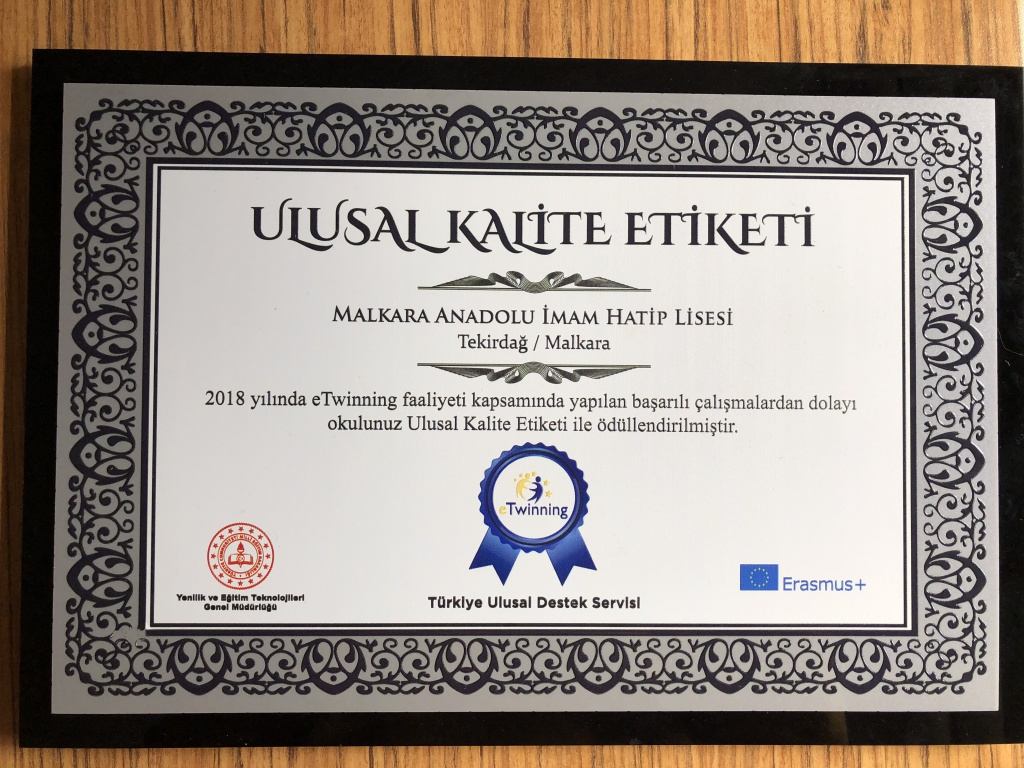 ULUSAL KALİTE ETİKETİ
MALKARA ANADOLU İMAM HATİP LİSESİ
Tekirdağ / Malkara
2018 yılında eTwinning faaliyeti kapsamında yapılan başarılı çalışmalardan dolayı
okulunuz Ulusal Kalite Etiketi ile ödüllendirilmiştir.
eTwinning
Yenilik ve Eğitim Teknolojileri
Genel Müdürlüğü
Türkiye Ulusal Destek Servisi
Erasmus+